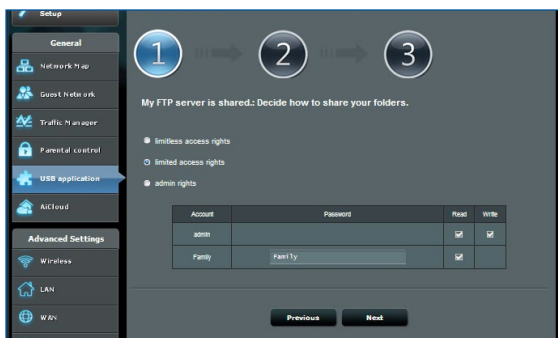 Setup
General
Network Map
Guest Network
Traffic Manager
Parental control
USB application
AiCloud
Advanced Settings
Wireless
LAN
WAN
1 2 3
My FTP server is shared.: Decide how to share your folders.
limitless access rights
limited access rights
admin rights
Account Password Read Write
admin
Family Family
Previous Next